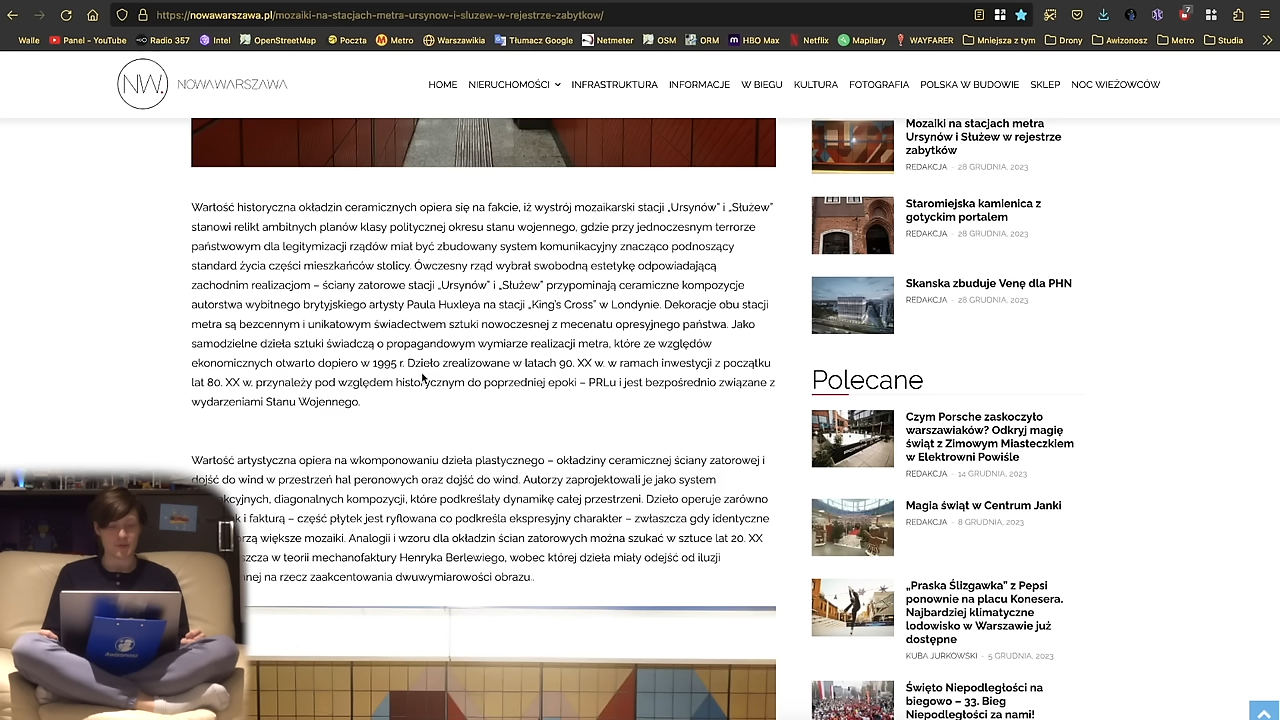 https://nowawarszawa.pl/mozaiki-na-stacjach-metra-ursynow-i-sluzew-w-rejestrze-zabytkow/
7
Walle
Panel - YouTube
Radio 357
Intel
OpenStreetMap
Poczta
Metro
Warszawikia
Tłumacz Google
Netmeter
OSM
ORM
HBO Max
Netflix
Mapilary
WAYFARER
Mniejsza z tym
Drony
Awizonosz
Metro
Studia
NW.
NOWAWARSZAWA
HOME
NIERUCHOMOŚCI
INFRASTRUKTURA
INFORMACJE
W BIEGU
KULTURA
FOTOGRAFIA
POLSKA W BUDOWIE
SKLEP
NOC WIEŻOWCÓW
Wartość historyczna okładzin ceramicznych opiera się na fakcie, iż wystrój mozaikarski stacji „Ursynów” i „Służew”
stanowi relikt ambitnych planów klasy politycznej okresu stanu wojennego, gdzie przy jednoczesnym terrorze
państwowym dla legitymizacji rządów miał być zbudowany system komunikacyjny znacząco podnoszący
standard życia części mieszkańców stolicy. Ówczesny rząd wybrał swobodną estetykę odpowiadającą
zachodnim realizacjom – ściany zatorowe stacji „Ursynów” i „Służew” przypominają ceramiczne kompozycje
autorstwa wybitnego brytyjskiego artysty Paula Huxleya na stacji „King's Cross” w Londynie. Dekoracje obu stacji
metra są bezcennym i unikatowym świadectwem sztuki nowoczesnej z mecenatu opresyjnego państwa. Jako
samodzielne dzieła sztuki świadczą o propagandowym wymiarze realizacji metra, które ze względów
ekonomicznych otwarto dopiero w 1995 r. Dzieło zrealizowane w latach 90. XX w. w ramach inwestycji z początku
lat 80. XX w. przynależy pod względem historycznym do poprzedniej epoki – PRLu i jest bezpośrednio związane z
wydarzeniami Stanu Wojennego.
Wartość artystyczna opiera na wkomponowaniu dzieła plastycznego – okładziny ceramicznej ściany zatorowej i
dojść do wind w przestrzeń hal peronowych oraz dojść do wind. Autorzy zaprojektowali je jako system
akcyjnych, diagonalnych kompozycji, które podkreślały dynamikę całej przestrzeni. Dzieło operuje zarówno
k i fakturą – część płytek jest ryflowana co podkreśla ekspresyjny charakter – zwłaszcza gdy identyczne
rzą większe mozaiki. Analogii i wzoru dla okładzin ścian zatorowych można szukać w sztuce lat 20. XX
szcza w teorii mechanofaktury Henryka Berlewiego, wobec której dzieła miały odejść od iluzji
nej na rzecz zaakcentowania dwuwymiarowości obrazu.
Mozaiki na stacjach metra
Ursynów i Służew w rejestrze
zabytków
REDAKCJA - 28 GRUDNIA, 2023
Staromiejska kamienica z
gotyckim portalem
REDAKCJA - 28 GRUDNIA, 2023
Skanska zbuduje Venę dla PHN
REDAKCJA - 28 GRUDNIA, 2023
Polecane
Czym Porsche zaskoczyło
warszawiaków? Odkryj magię
świąt z Zimowym Miasteczkiem
w Elektrowni Powiśle
REDAKCJA - 14 GRUDNIA, 2023
Magia świąt w Centrum Janki
REDAKCJA - 8 GRUDNIA, 2023
„Praska Ślizgawka” z Pepsi
ponownie na placu Konesera.
Najbardziej klimatyczne
lodowisko w Warszawie już
dostępne
KUBA JURKOWSKI - 5 GRUDNIA, 2023
Święto Niepodległości na
biegowo – 33. Bieg
Niepodległości za nami!
Awizonosz